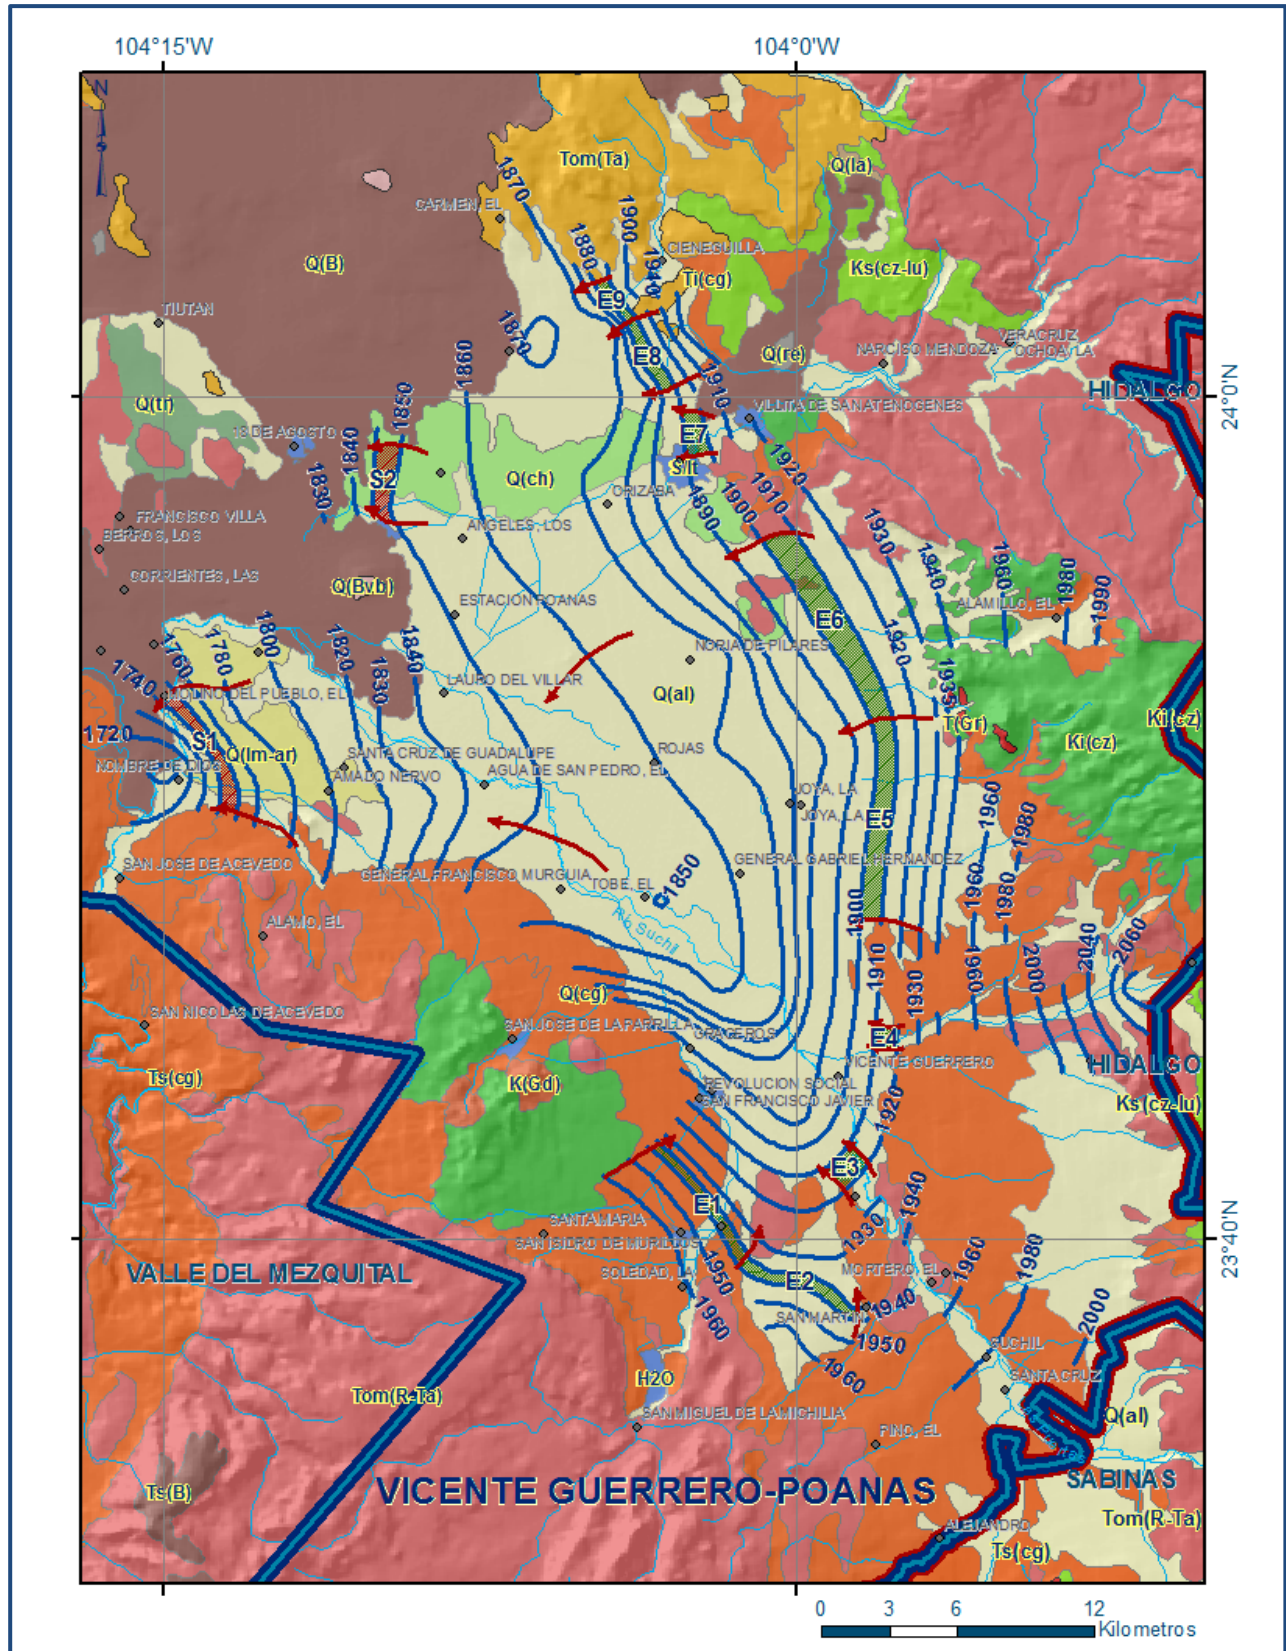 104°15'W
104°0'W
N
Tom(Ta)
Q(la)
1870
CARMEN, EL
1900
CIENEGUILLA
1880
1940
Q(B)
Ks(cz-lu)
Ti(cg)
E9
TIUTAN
1870
VERACRUZ
OCHOAVLA
E8
Q(re)
NARCISO MENDOZA
1860
24°0'N
HIDALGO
1910
Q(tr)
1850
VILLITA DE SAN ATENOGENES
18 DE AGOSTO
1840
E7
S/lt
1920
S2
Q(ch)
1830
ORIZABA
1910
1900
1890
FRANCISCO VILLA
BERROS, LOS
ANGELES, LOS
1930
1940
1960
1980
1990
CORRIENTES, LAS
Q(Bvb)
ALAMILLO, EL
ESTACION POANAS
E6
1800
1780
1760
1820
1840
NORIA DE PILARES
1920
1740
1830
LAURO DEL VILLAR
Q(al)
1935
MOLINO DEL PUEBLO, EL
T(Gr)
Ki(cz)
1720
S1
Q(lm-ar)
SANTA CRUZ DE GUADALUPE
ROJAS
Ki(cz)
NOMBRE DE DIOS
AMADO NERVO
AGUA DE SAN PEDRO, EL
JOYA, LA
JOYA, LA
1960
E5
1980
SAN JOSE DE ACEVEDO
GENERAL FRANCISCO MURGUIA
TOBE, EL
1850
GENERAL GABRIEL HERNANDEZ
1960
1980
ALAMO, EL
1900
Rio Suchil
1910
2040
2060
1930
1960
2000
Q(cg)
SAN NICOLAS DE ACEVEDO
SAN JOSE DE LA PARRILLA
GRACEROS
E4
VICENTE GUERRERO
HIDALGO
Ts(cg)
K(Gd)
REVOLUCION SOCIAL
SAN FRANCISCO JAVIER
1920
Ks(cz-lu)
E3
1940
E1
SANTA MARIA
SAN ISIDRO DE MURILLOS
1930
23°40'N
VALLE DEL MEZQUITAL
SOLEDAD, LA
1950
E2
MORTERO, EL
1960
1980
1960
1940
SAN MARTIN
1950
2000
1960
SUCHIL
H2O
SANTA CRUZ
Tom(R-Ta)
SAN MIGUEL DE LA MICHILIA
Q(al)
PINO, EL
SABINAS
VICENTE GUERRERO-POANAS
Ts(B)
Tom(R-Ta)
ALEJANDRO
Ts(cg)
0 3 6 12
Kilometros